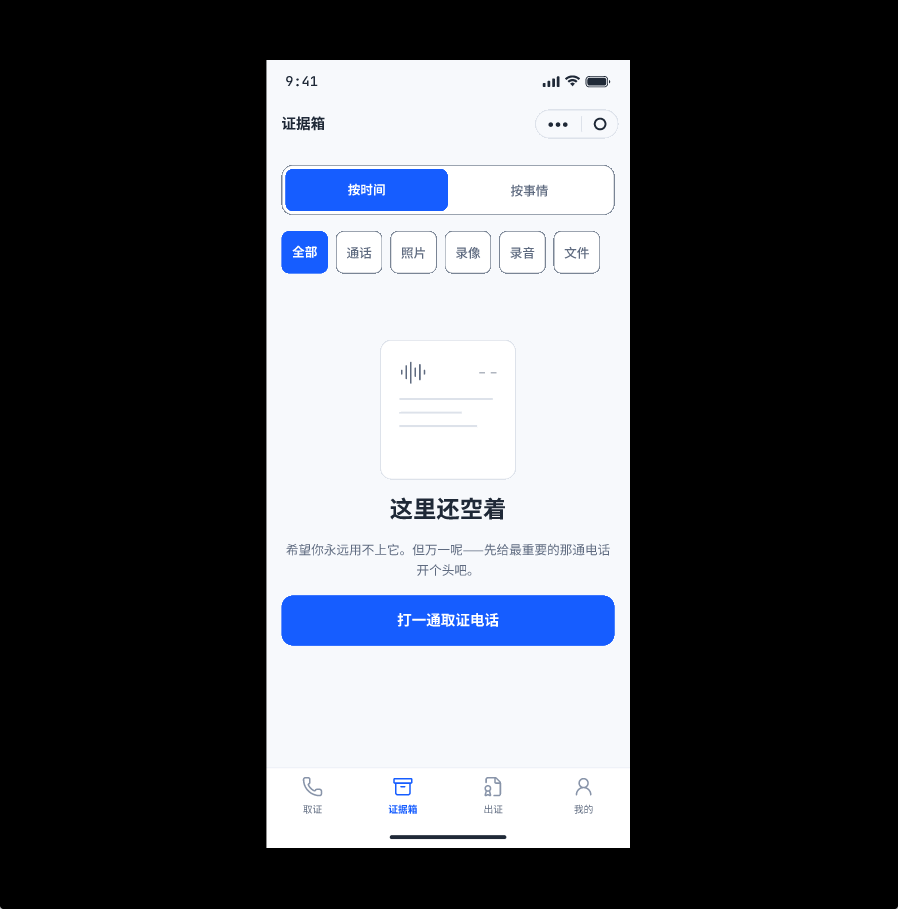 9:41
证据箱
按时间 按事情
全部 通话 照片 录像 录音 文件
这里还空着
希望你永远用不上它。但万一呢——先给最重要的那通电话
开个头吧。
打一通取证电话
取证 证据箱 出证 我的